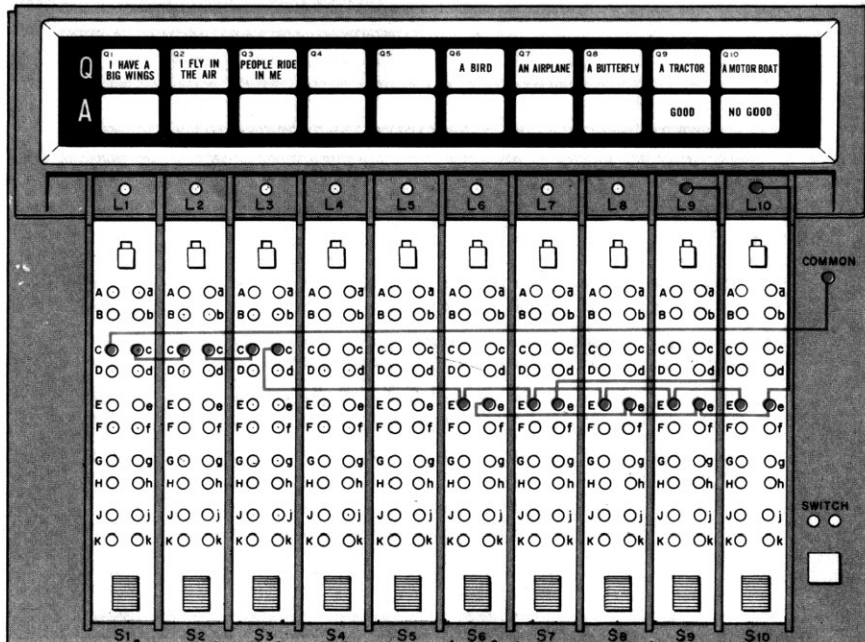 Q
Q1 I HAVE A BIG WINGS
Q2 I FLY IN THE AIR
Q3 PEOPLE RIDE IN ME
Q4
Q5
Q6 A BIRD
Q7 AN AIRPLANE
Q8 A BUTTERFLY
Q9 A TRACTOR
Q10 A MOTOR BOAT
A
GOOD
NO GOOD
L1 L2 L3 L4 L5 L6 L7 L8 L9 L10
COMMON
A a A a A a A a A a A a A a A a A a A a
B b B b B b B b B b B b B b B b B b B b
C c C c C c C c C c C c C c C c C c C c
D d D d D d D d D d D d D d D d D d D d
E e E e E e E e E e E e E e E e E e E e
F f F f F f F f F f F f F f F f F f F f
G g G g G g G g G g G g G g G g G g G g
H h H h H h H h H h H h H h H h H h H h
J j J j J j J j J j J j J j J j J j J j
SWITCH
K k K k K k K k K k K k K k K k K k K k
S1 S2 S3 S4 S5 S6 S7 S8 S9 S10